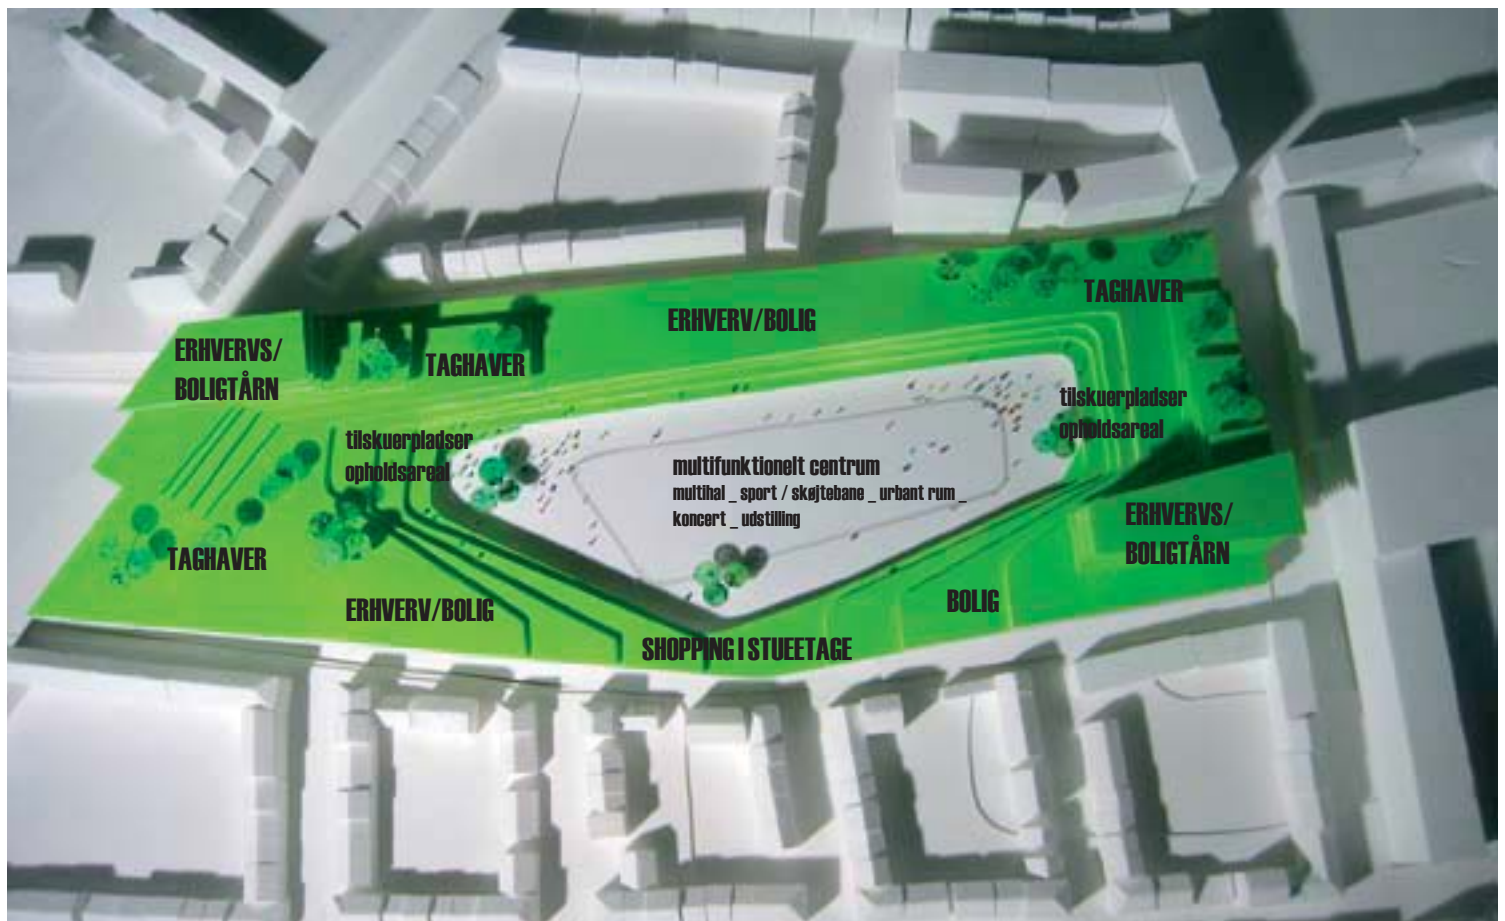 TAGHAVER
ERHVERV/BOLIG
ERHVERVS/
BOLIGTÅRN
TAGHAVER
tilskuerpladser
opholdsareal
tilskuerpladser
opholdsareal
multifunktionelt centrum
multihal _ sport / skøjtebane _ urbant rum _
koncert _ udstilling
ERHVERVS/
BOLIGTÅRN
TAGHAVER
BOLIG
ERHVERV/BOLIG
SHOPPING I STUEETAGE